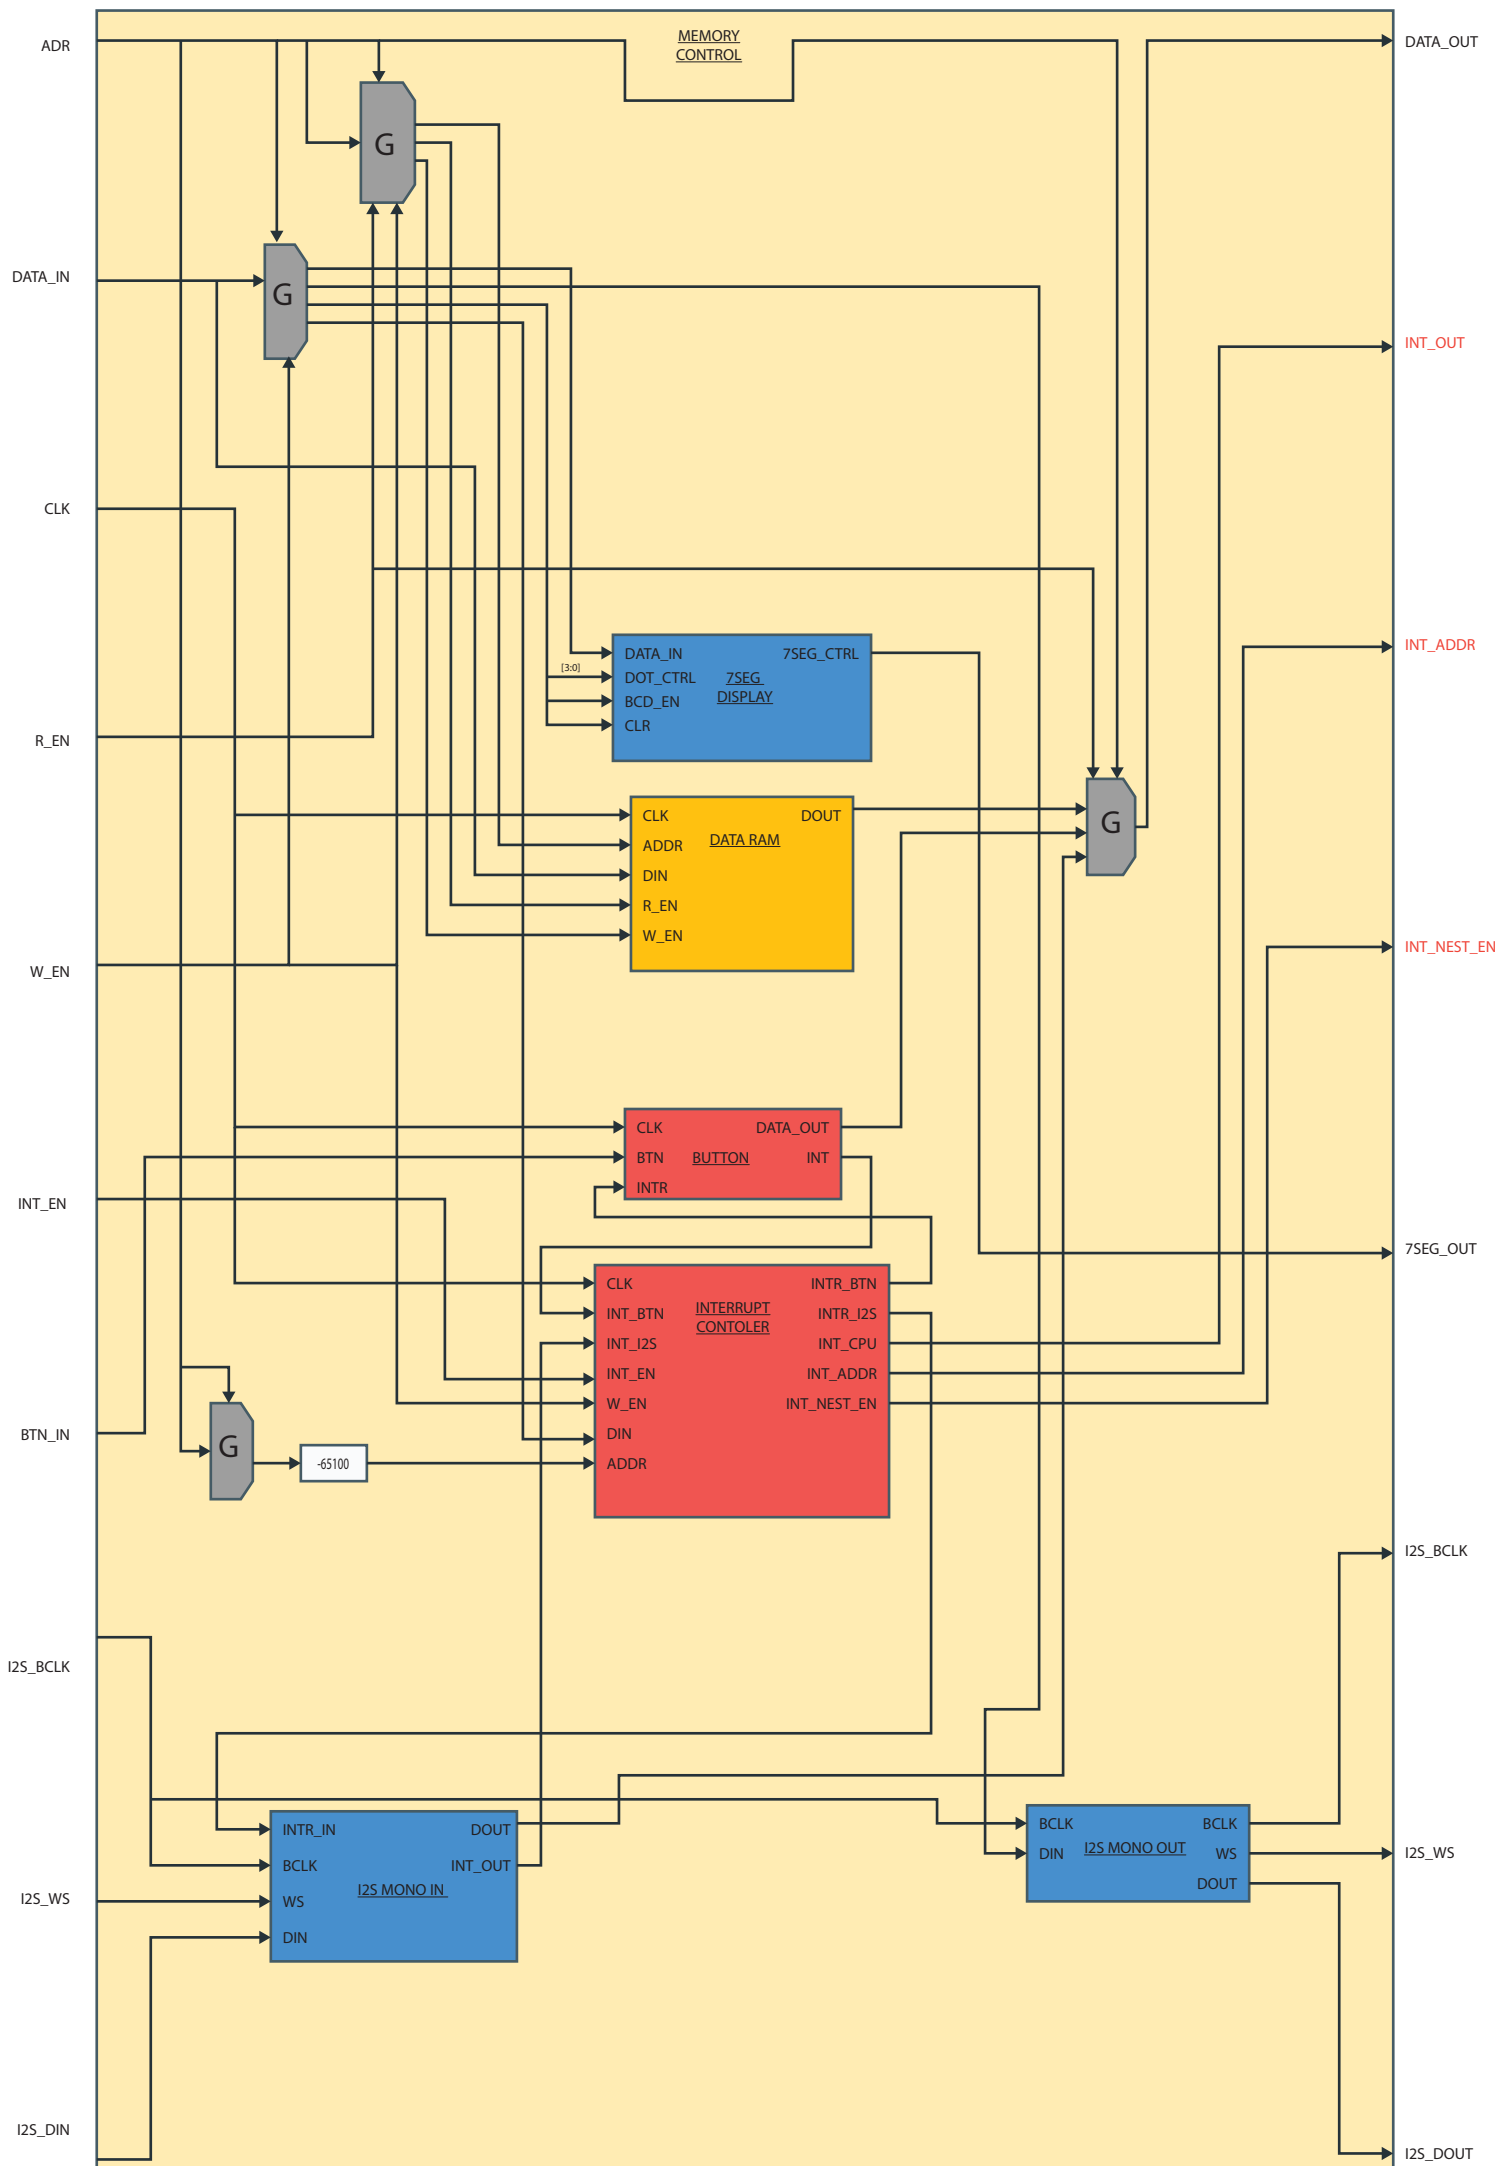 ADR
MEMORY
CONTROL
DATA_OUT
G
DATA_IN
G
INT_OUT
CLK
INT_ADDR
[3:0]
DATA_IN
7SEG_CTRL
DOT_CTRL
7SEG
DISPLAY
BCD_EN
CLR
R_EN
CLK
DOUT
DATA RAM
ADDR
DIN
R_EN
W_EN
G
INT_NEST_EN
W_EN
CLK
DATA_OUT
BTN
BUTTON
INT
INTR
INT_EN
7SEG_OUT
CLK
INTR_BTN
INTERRUPT
CONTOLER
INT_BTN
INTR_I2S
INT_I2S
INT_CPU
INT_EN
INT_ADDR
W_EN
INT_NEST_EN
DIN
ADDR
BTN_IN
G
-65100
I2S_BCLK
I2S_BCLK
INTR_IN
DOUT
BCLK
INT_OUT
I2S MONO IN
WS
DIN
BCLK
BCLK
I2S MONO OUT
DIN
WS
DOUT
I2S_WS
I2S_WS
I2S_DIN
I2S_DOUT